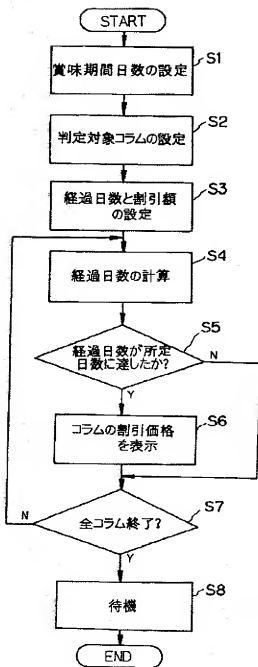 START
S1
賞味期間日数の設定
S2
判定対象コラムの設定
S3
経過日数と割引額
の設定
S4
経過日数の計算
S5
経過日数が所定
日数に達したか?
N
Y
S6
コラムの割引価格
を表示
S7
全コラム終了?
N
Y
S8
待機
END